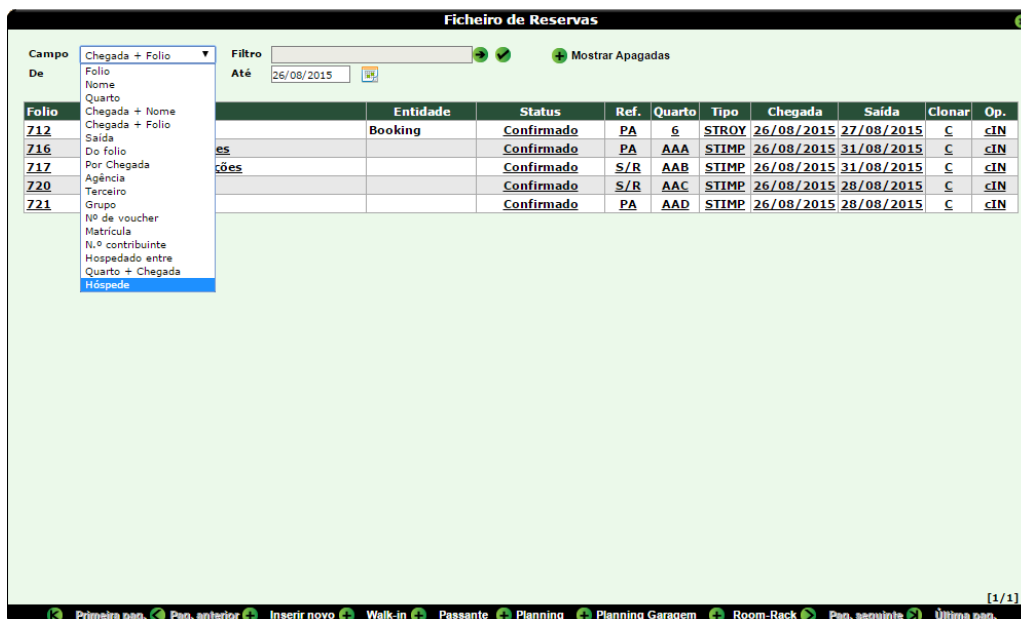 Ficheiro de Reservas
Campo Chegada + Folio Filtro Mostrar Apagadas
De Até 26/08/2015
Folio
Nome
Quarto
Chegada + Nome
Chegada + Folio
Saída
Do folio
Por Chegada
Agência
Terceiro
Grupo
Nº de voucher
Matrícula
N.º contribuinte
Hospedado entre
Quarto + Chegada
Hóspede
Folio Entidade Status Ref. Quarto Tipo Chegada Saída Clonar Op.
712 Booking Confirmado PA 6 STROY 26/08/2015 27/08/2015 C cIN
716 es Confirmado PA AAA STIMP 26/08/2015 31/08/2015 C cIN
717 ções Confirmado S/R AAB STIMP 26/08/2015 31/08/2015 C cIN
720 Confirmado S/R AAC STIMP 26/08/2015 28/08/2015 C cIN
721 Confirmado PA AAD STIMP 26/08/2015 28/08/2015 C cIN
[1/1]
Primeira pag. Pag. anterior Inserir novo Walk-in Passante Planning Planning Garagem Room-Rack Pag. seguinte Última pag.